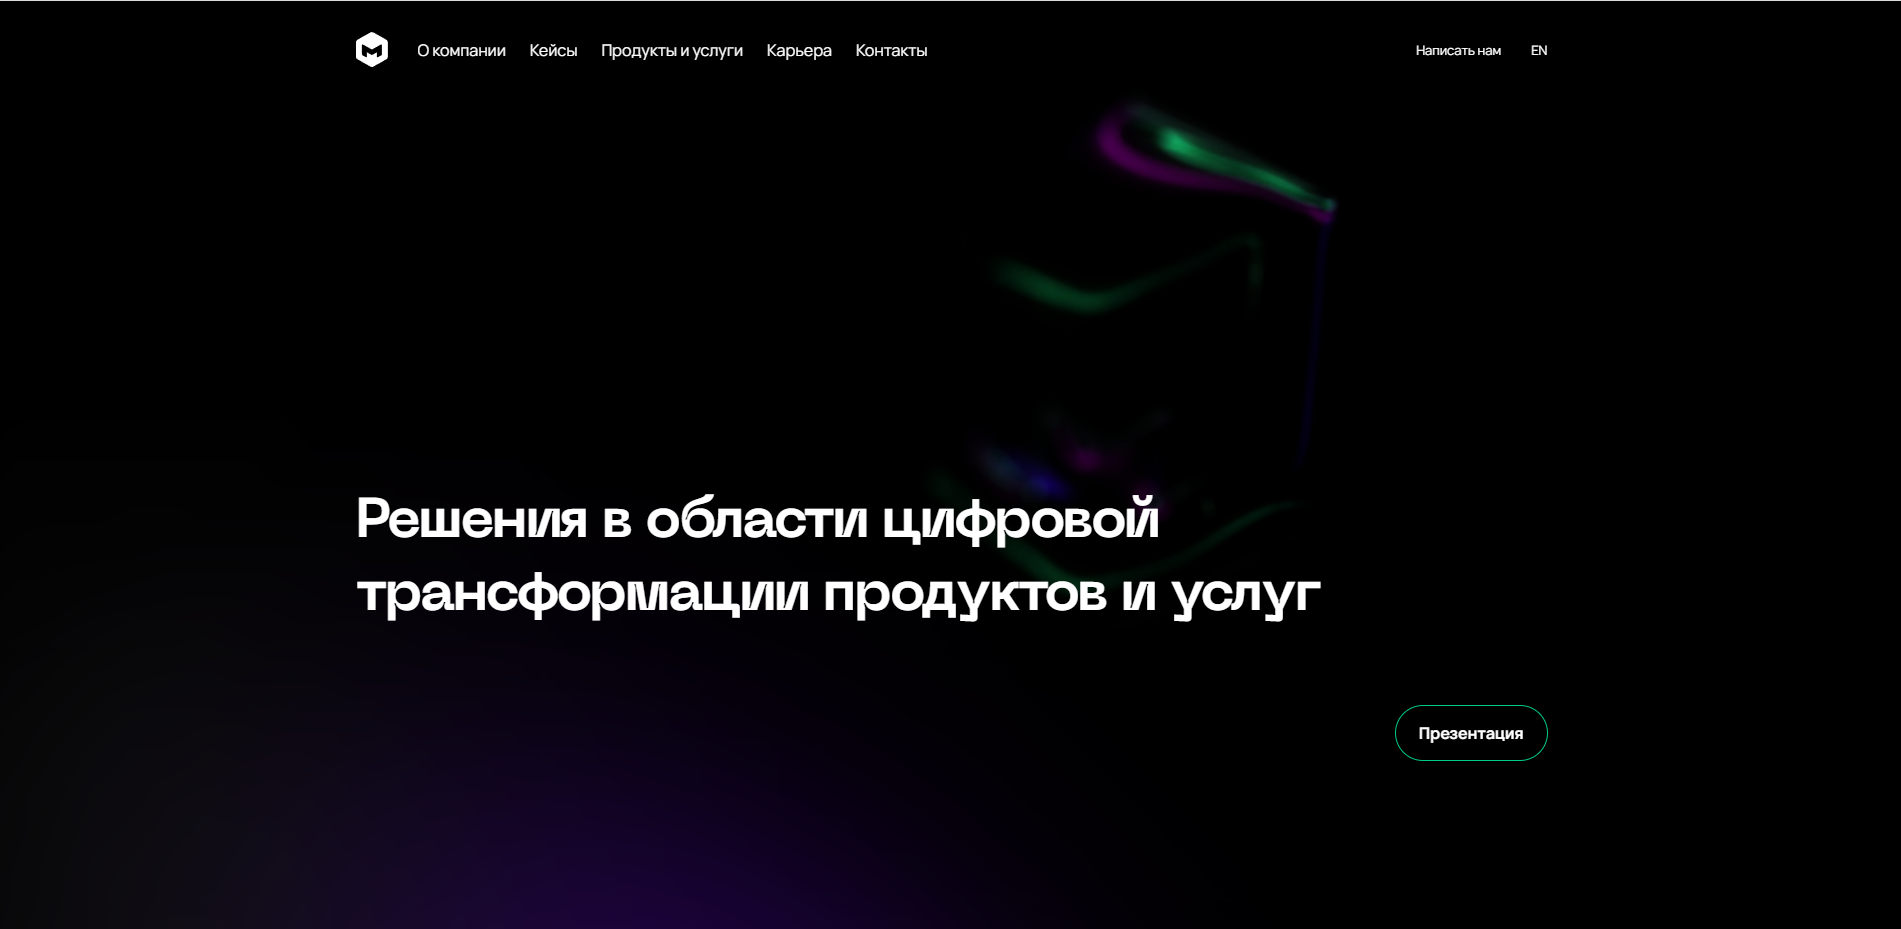 О компании Кейсы Продукты и услуги Карьера Контакты Написать нам EN
Решения в области цифровой
трансформации продуктов и услуг
Презентация